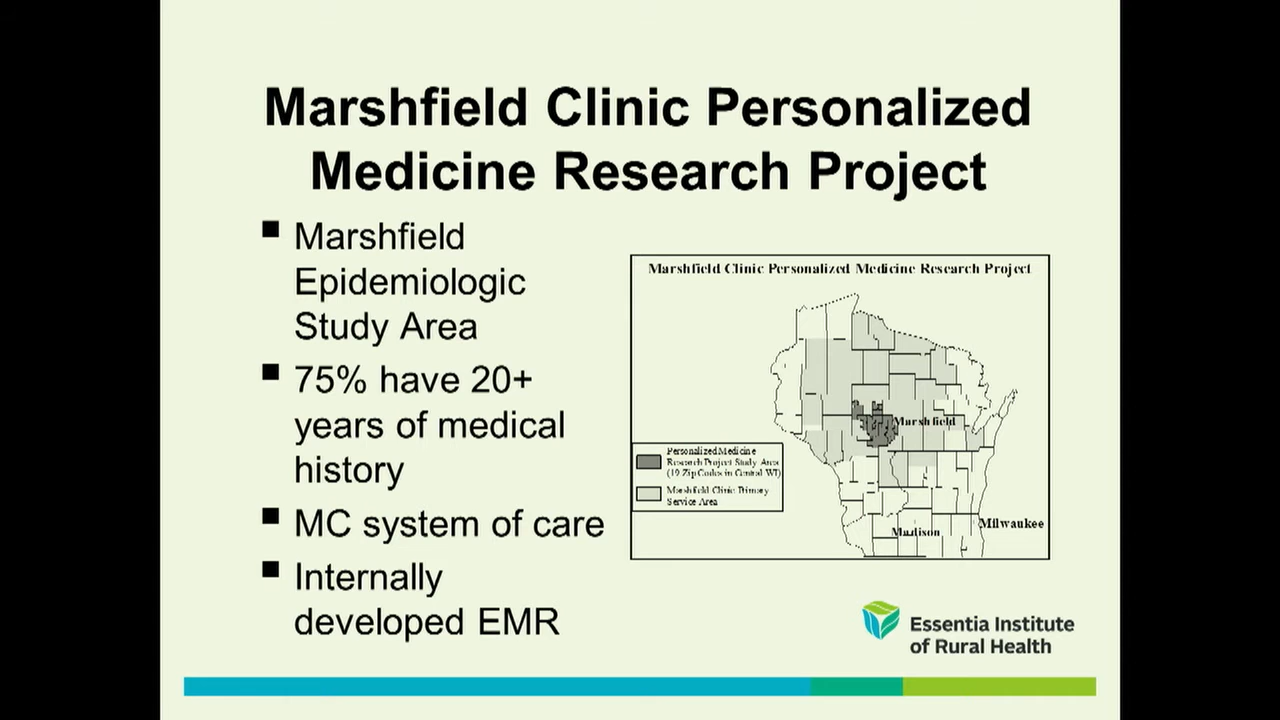 Marshfield Clinic Personalized
Medicine Research Project
Marshfield
Epidemiologic
Study Area
75% have 20+
years of medical
history
MC system of care
Internally
developed EMR
Marshfield Clinic Personalized Medicine Research Project
Marshfield
Personalized Medicine
Research Project Study Area
(19 Zip Codes in Central WI)
Marshfield Clinic Primary
Service Area
Madison
Milwaukee
Essentia Institute
of Rural Health